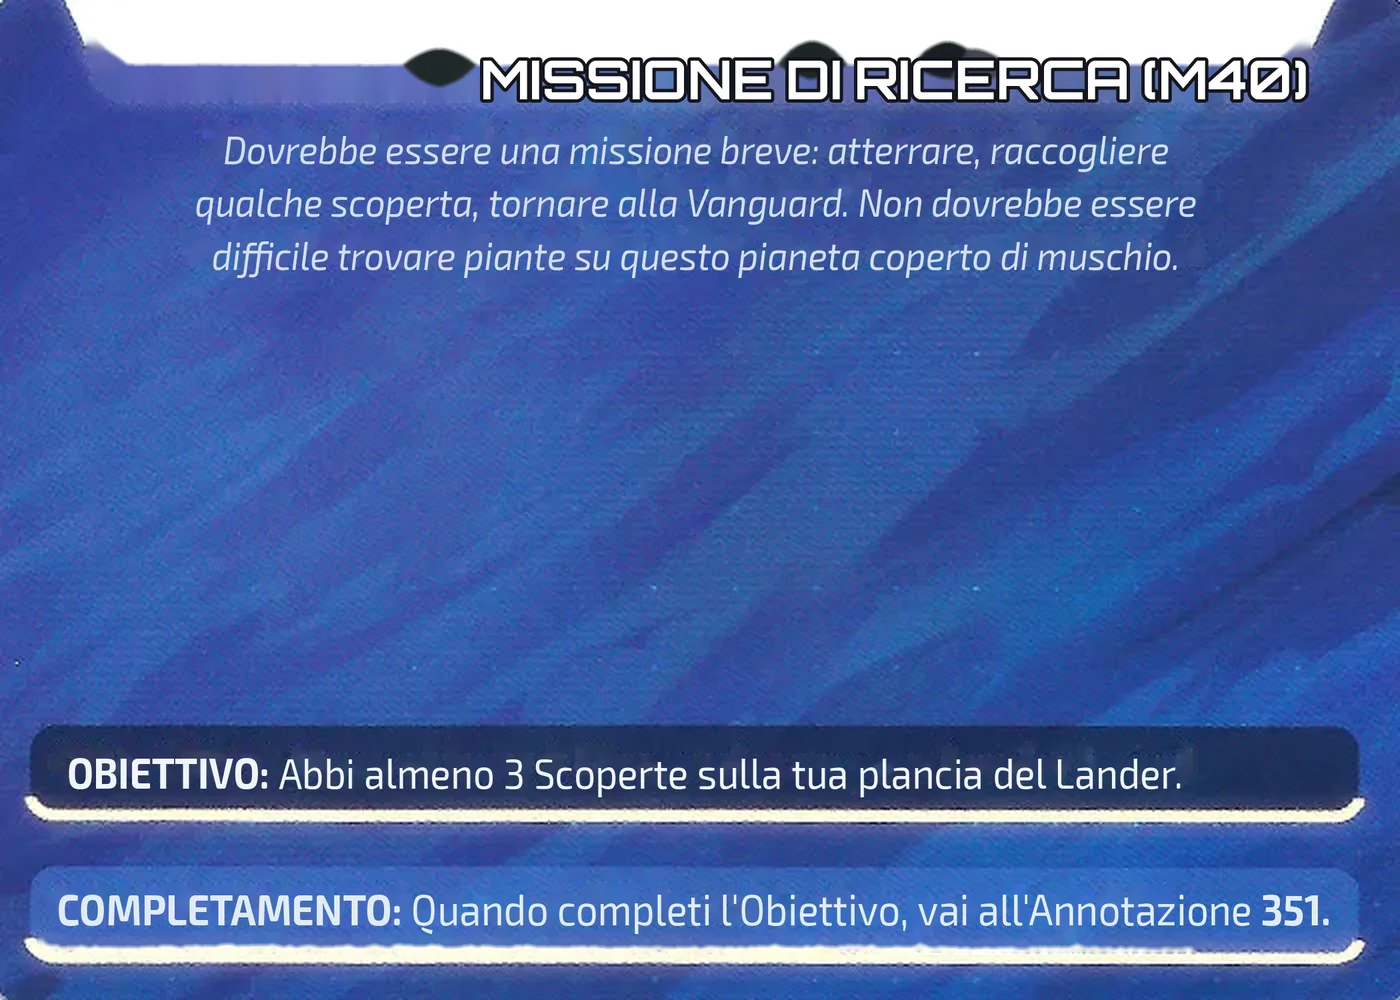 MISSIONE DI RICERCA (M40)
Dovrebbe essere una missione breve: atterrare, raccogliere
qualche scoperta, tornare alla Vanguard. Non dovrebbe essere
difficile trovare piante su questo pianeta coperto di muschio.
OBIETTIVO: Abbi almeno 3 Scoperte sulla tua plancia del Lander.
COMPLETAMENTO: Quando completi l'Obiettivo, vai all'Annotazione 351.